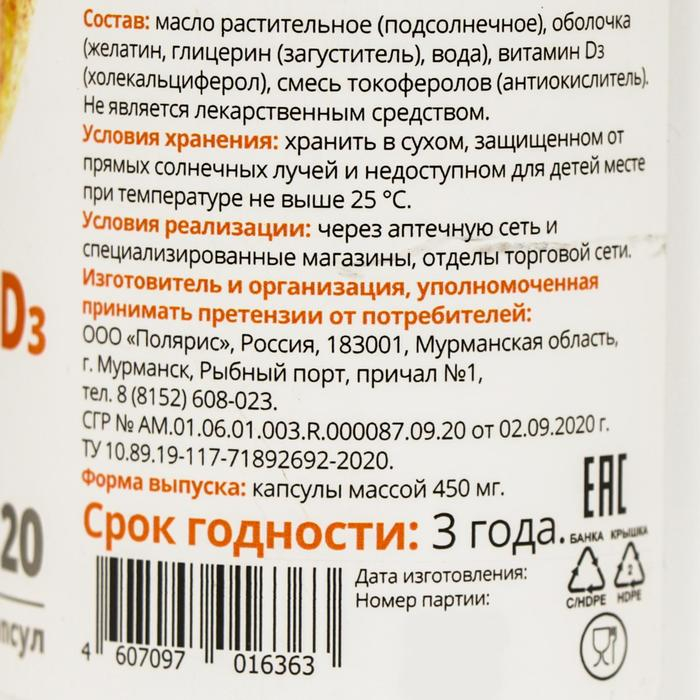 Состав: масло растительное (подсолнечное), оболочка
(желатин, глицерин (загуститель), вода), витамин D3
(холекальциферол), смесь токоферолов (антиокислитель).
Не является лекарственным средством.
Условия хранения: хранить в сухом, защищенном от
прямых солнечных лучей и недоступном для детей месте
при температуре не выше 25 °C.
Условия реализации: через аптечную сеть и
специализированные магазины, отделы торговой сети.
Изготовитель и организация, уполномоченная
принимать претензии от потребителей:
ООО «Полярис», Россия, 183001, Мурманская область,
г. Мурманск, Рыбный порт, причал №1,
тел. 8 (8152) 608-023.
СГР № AM.01.06.01.003.R.000087.09.20 от 02.09.2020 г.
ТУ 10.89.19-117-71892692-2020.
Форма выпуска: капсулы массой 450 мг.
Срок годности: 3 года.
Дата изготовления:
Номер партии:
4 607097 016363
EAC
БАНКА КРЫШКА
2
C/HDPE HDPE
D3
20
псул